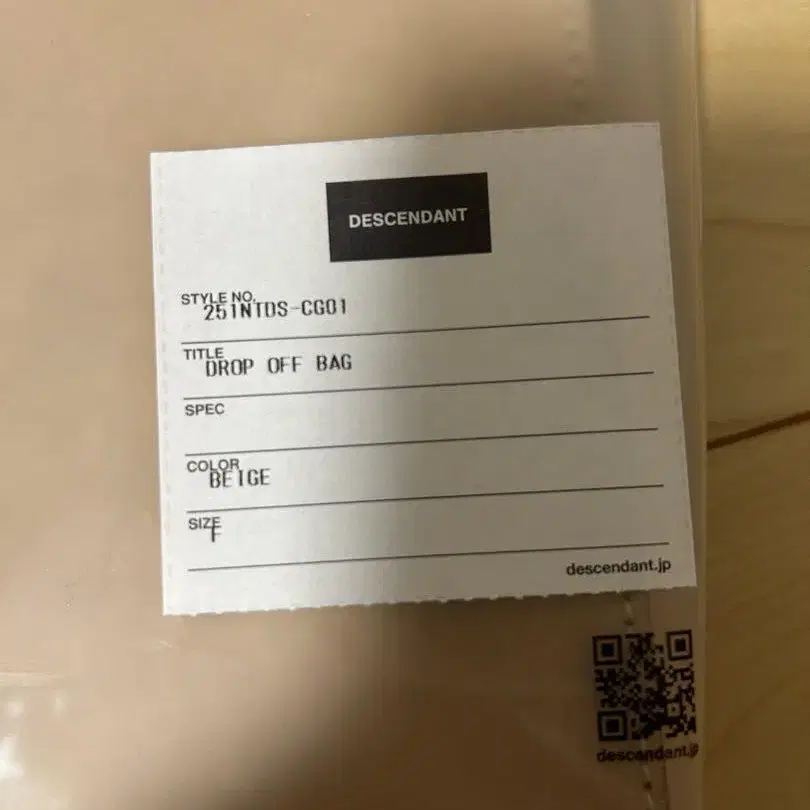 DESCENDANT
STYLE NO.
251NTDS-CG01
TITLE
DROP OFF BAG
SPEC
COLOR
BEIGE
SIZE
F
descendant.jp
descendant.jp